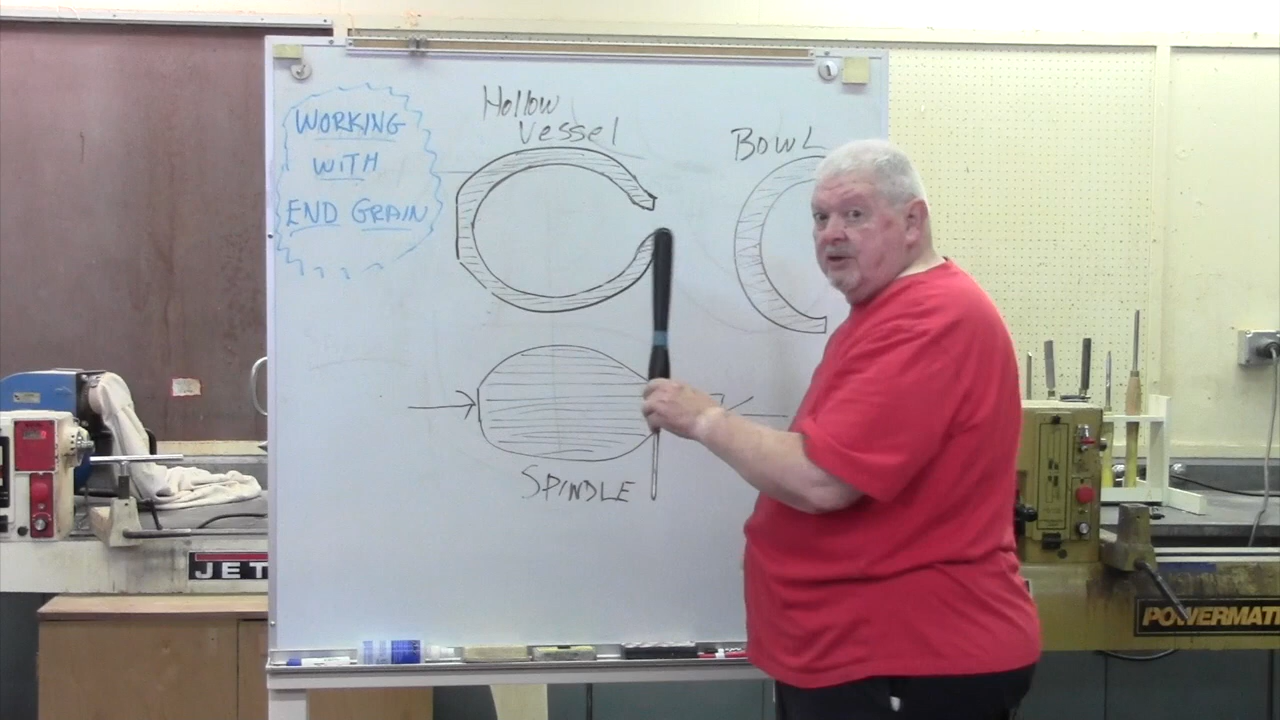 WORKING
WITH
END GRAIN
Hollow
Vessel
BOWL
SPINDLE
JET
POWERMATI